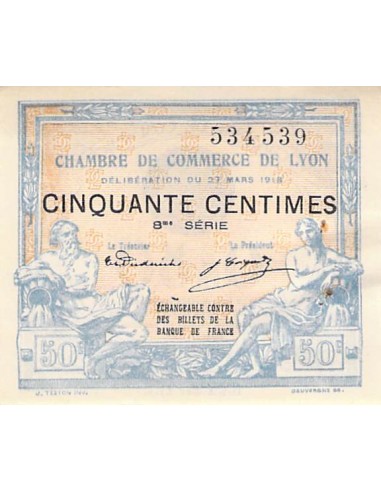 534539
CHAMBRE DE COMMERCE DE LYON
DÉLIBÉRATION DU 27 MARS 1918
CINQUANTE CENTIMES
8me SÉRIE
Le Trésorier
Le Président
ÉCHANGEABLE CONTRE
DES BILLETS DE LA
BANQUE DE FRANCE
50c
50c